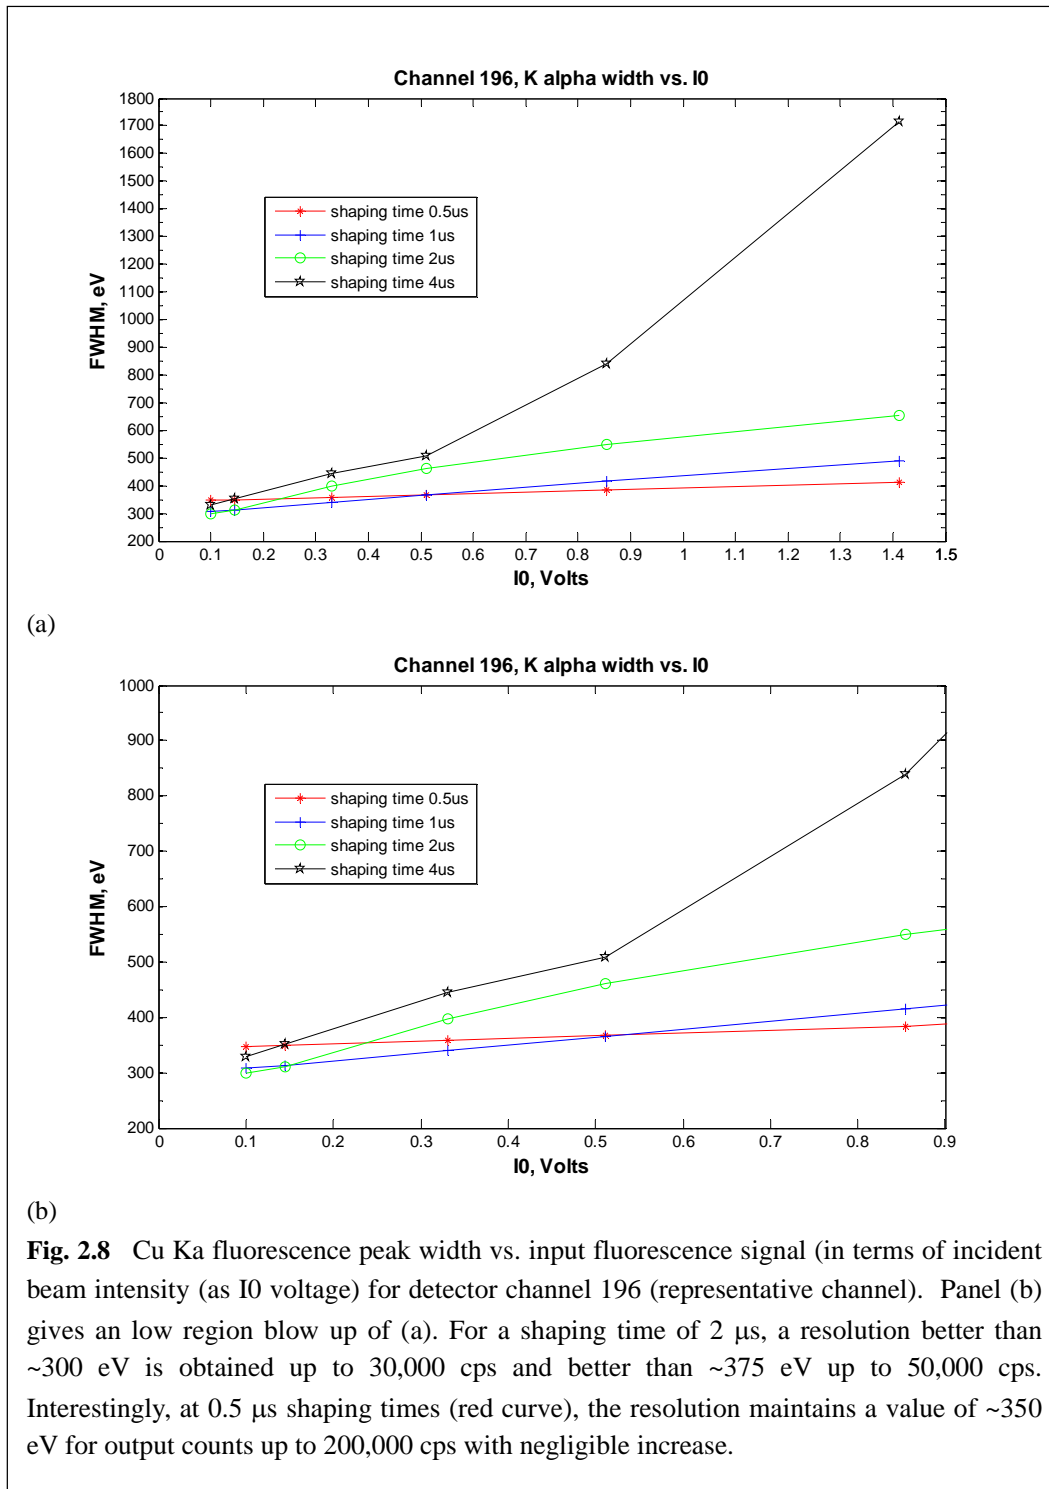 Channel 196, K alpha width vs. I0
1800
1700
1600
1500
1400
1300
1200
1100
1000
900
800
700
600
500
400
300
200
FWHM, eV
shaping time 0.5us
shaping time 1us
shaping time 2us
shaping time 4us
0 0.1 0.2 0.3 0.4 0.5 0.6 0.7 0.8 0.9 1 1.1 1.2 1.3 1.4 1.5
I0, Volts
(a)
Channel 196, K alpha width vs. I0
1000
900
800
700
600
500
400
300
200
FWHM, eV
shaping time 0.5us
shaping time 1us
shaping time 2us
shaping time 4us
0 0.1 0.2 0.3 0.4 0.5 0.6 0.7 0.8 0.9
I0, Volts
(b)
Fig. 2.8 Cu Ka fluorescence peak width vs. input fluorescence signal (in terms of incident
beam intensity (as I0 voltage) for detector channel 196 (representative channel). Panel (b)
gives an low region blow up of (a). For a shaping time of 2 μs, a resolution better than
~300 eV is obtained up to 30,000 cps and better than ~375 eV up to 50,000 cps.
Interestingly, at 0.5 μs shaping times (red curve), the resolution maintains a value of ~350
eV for output counts up to 200,000 cps with negligible increase.